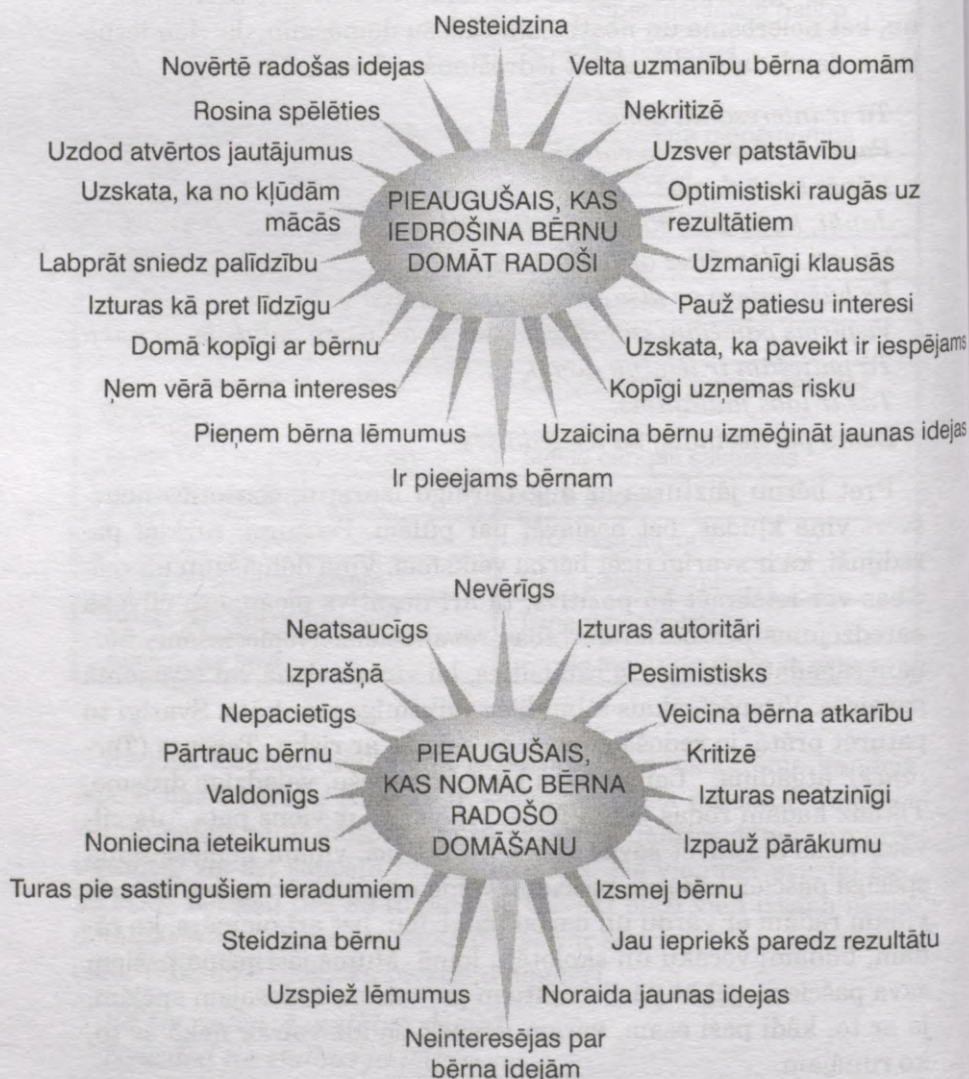 Nesteidzina
Novērtē radošas idejas
Velta uzmanību bērna domām
Rosina spēlēties
Nekritizē
Uzdod atvērtos jautājumus
Uzsver patstāvību
Uzskata, ka no kļūdām
mācās
PIEAUGUŠAIS, KAS
IEDROŠINA BĒRNU
DOMĀT RADOŠI
Optimistiski raugās uz
rezultātiem
Labprāt sniedz palīdzību
Uzmanīgi klausās
Izturas kā pret līdzīgu
Pauž patiesu interesi
Domā kopīgi ar bērnu
Uzskata, ka paveikt ir iespējams
Ņem vērā bērna intereses
Kopīgi uzņemas risku
Pieņem bērna lēmumus
Uzaicina bērnu izmēģināt jaunas idejas
Ir pieejams bērnam
Nevērīgs
Neatsaucīgs
Izturas autoritāri
Izprašņā
Pesimistisks
Nepacietīgs
Veicina bērna atkarību
Pārtrauc bērnu
PIEAUGUŠAIS,
KAS NOMĀC BĒRNA
RADOŠO
DOMĀŠANU
Kritizē
Valdonīgs
Izturas neatzinīgi
Noniecina ieteikumus
Izpauž pārākumu
Turas pie sastingušiem ieradumiem
Izsmej bērnu
Steidzina bērnu
Jau iepriekš paredz rezultātu
Uzspiež lēmumus
Noraida jaunas idejas
Neinteresējas par
bērna idejām